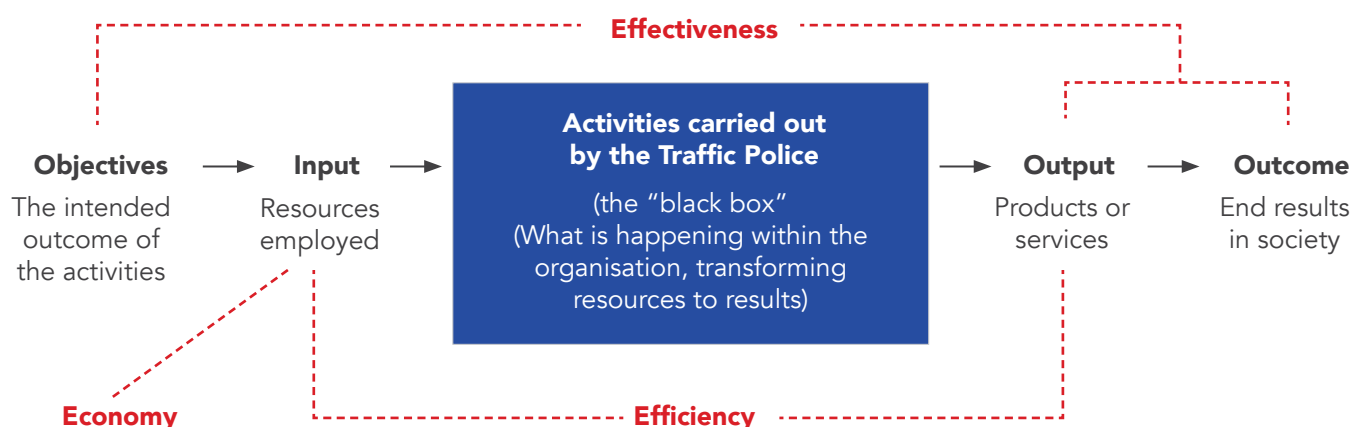 Effectiveness
Objectives
The intended
outcome of
the activities
Input
Resources
employed
Activities carried out
by the Traffic Police
(the “black box”
(What is happening within the
organisation, transforming
resources to results)
Output
Products or
services
Outcome
End results
in society
Economy
Efficiency